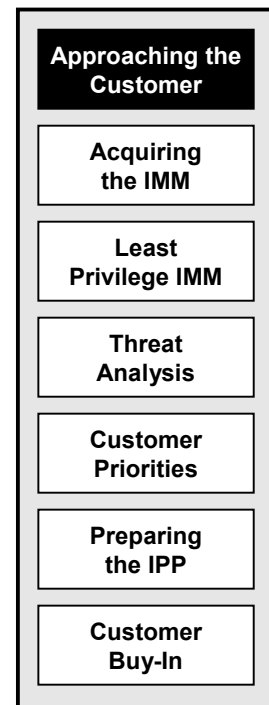 Approaching the
Customer
Acquiring
the IMM
Least
Privilege IMM
Threat
Analysis
Customer
Priorities
Preparing
the IPP
Customer
Buy-In